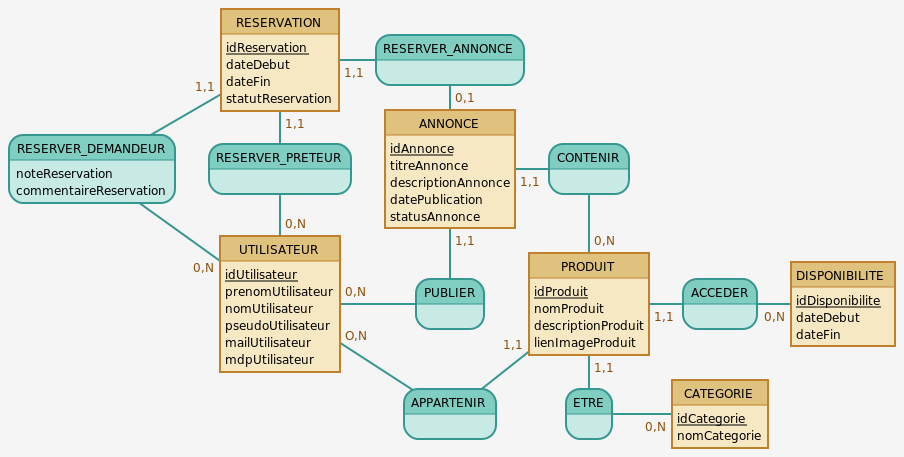 RESERVATION
idReservation
dateDebut
dateFin
statutReservation
RESERVER_ANNONCE
1,1
1,1
0,1
1,1
RESERVER_DEMANDEUR
noteReservation
commentaireReservation
RESERVER_PRETEUR
ANNONCE
idAnnonce
titreAnnonce
descriptionAnnonce
datePublication
statusAnnonce
CONTENIR
1,1
0,N
0,N
1,1
0,N
UTILISATEUR
idUtilisateur
prenomUtilisateur
nomUtilisateur
pseudoUtilisateur
mailUtilisateur
mdpUtilisateur
0,N
O,N
PUBLIER
PRODUIT
idProduit
nomProduit
descriptionProduit
lienImageProduit
ACCEDER
1,1
0,N
DISPONIBILITE
idDisponibilite
dateDebut
dateFin
1,1
1,1
APPARTENIR
ETRE
0,N
CATEGORIE
idCategorie
nomCategorie